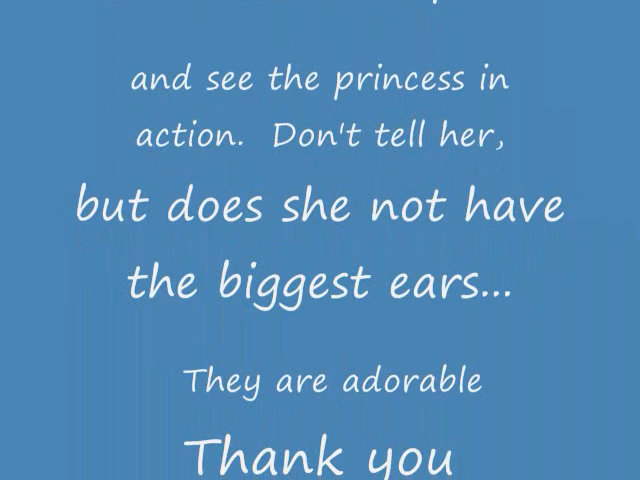 and see the princess in
action.  Don't tell her,
but does she not have
the biggest ears...
They are adorable
Thank you